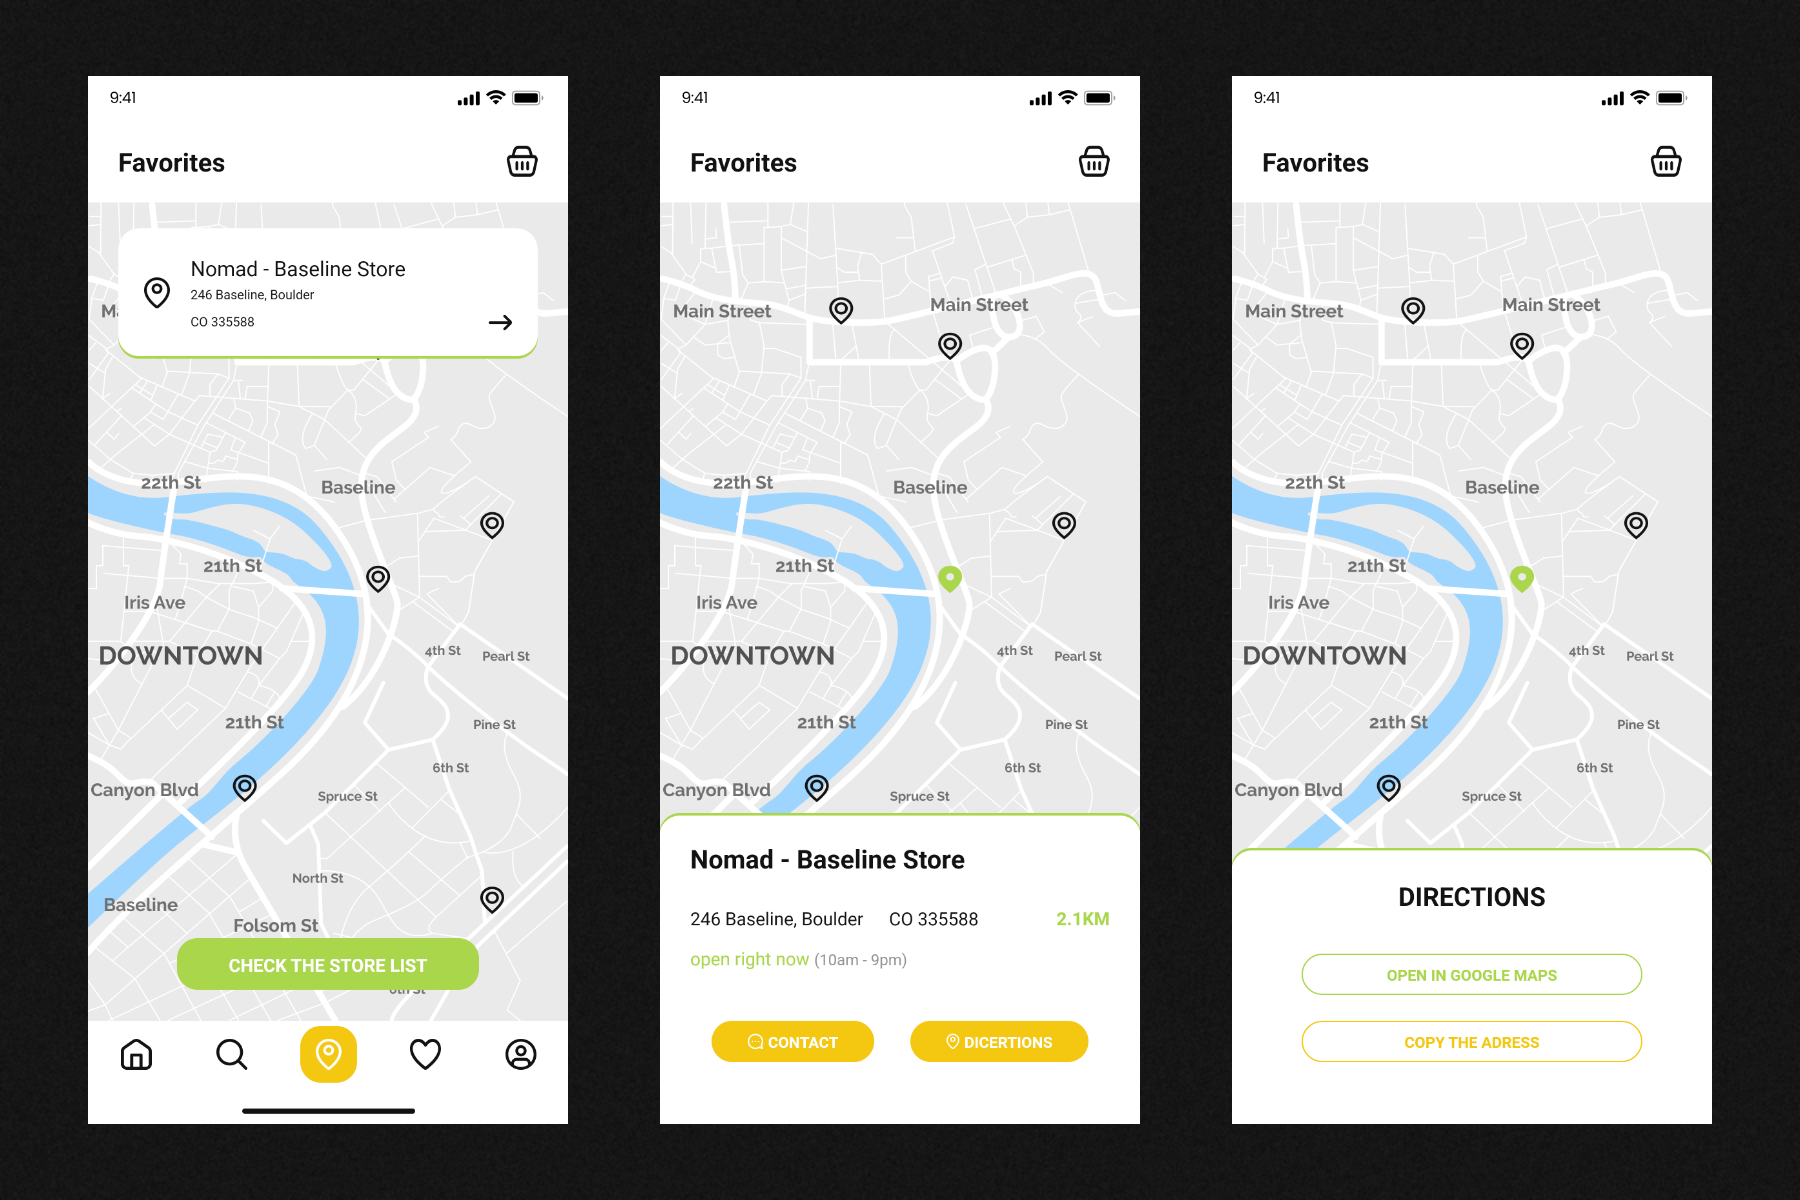 9:41
Favorites
Nomad - Baseline Store
246 Baseline, Boulder
CO 335588
22th St
Baseline
21th St
Iris Ave
DOWNTOWN
4th St
Pearl St
21th St
Pine St
6th St
Canyon Blvd
Spruce St
North St
Baseline
Folsom St
CHECK THE STORE LIST
9:41
Favorites
Main Street
Main Street
22th St
Baseline
21th St
Iris Ave
DOWNTOWN
4th St
Pearl St
21th St
Pine St
6th St
Canyon Blvd
Spruce St
Nomad - Baseline Store
246 Baseline, Boulder CO 335588 2.1KM
open right now (10am - 9pm)
CONTACT
DICERTIONS
9:41
Favorites
Main Street
Main Street
22th St
Baseline
21th St
Iris Ave
DOWNTOWN
4th St
Pearl St
21th St
Pine St
6th St
Canyon Blvd
Spruce St
DIRECTIONS
OPEN IN GOOGLE MAPS
COPY THE ADRESS